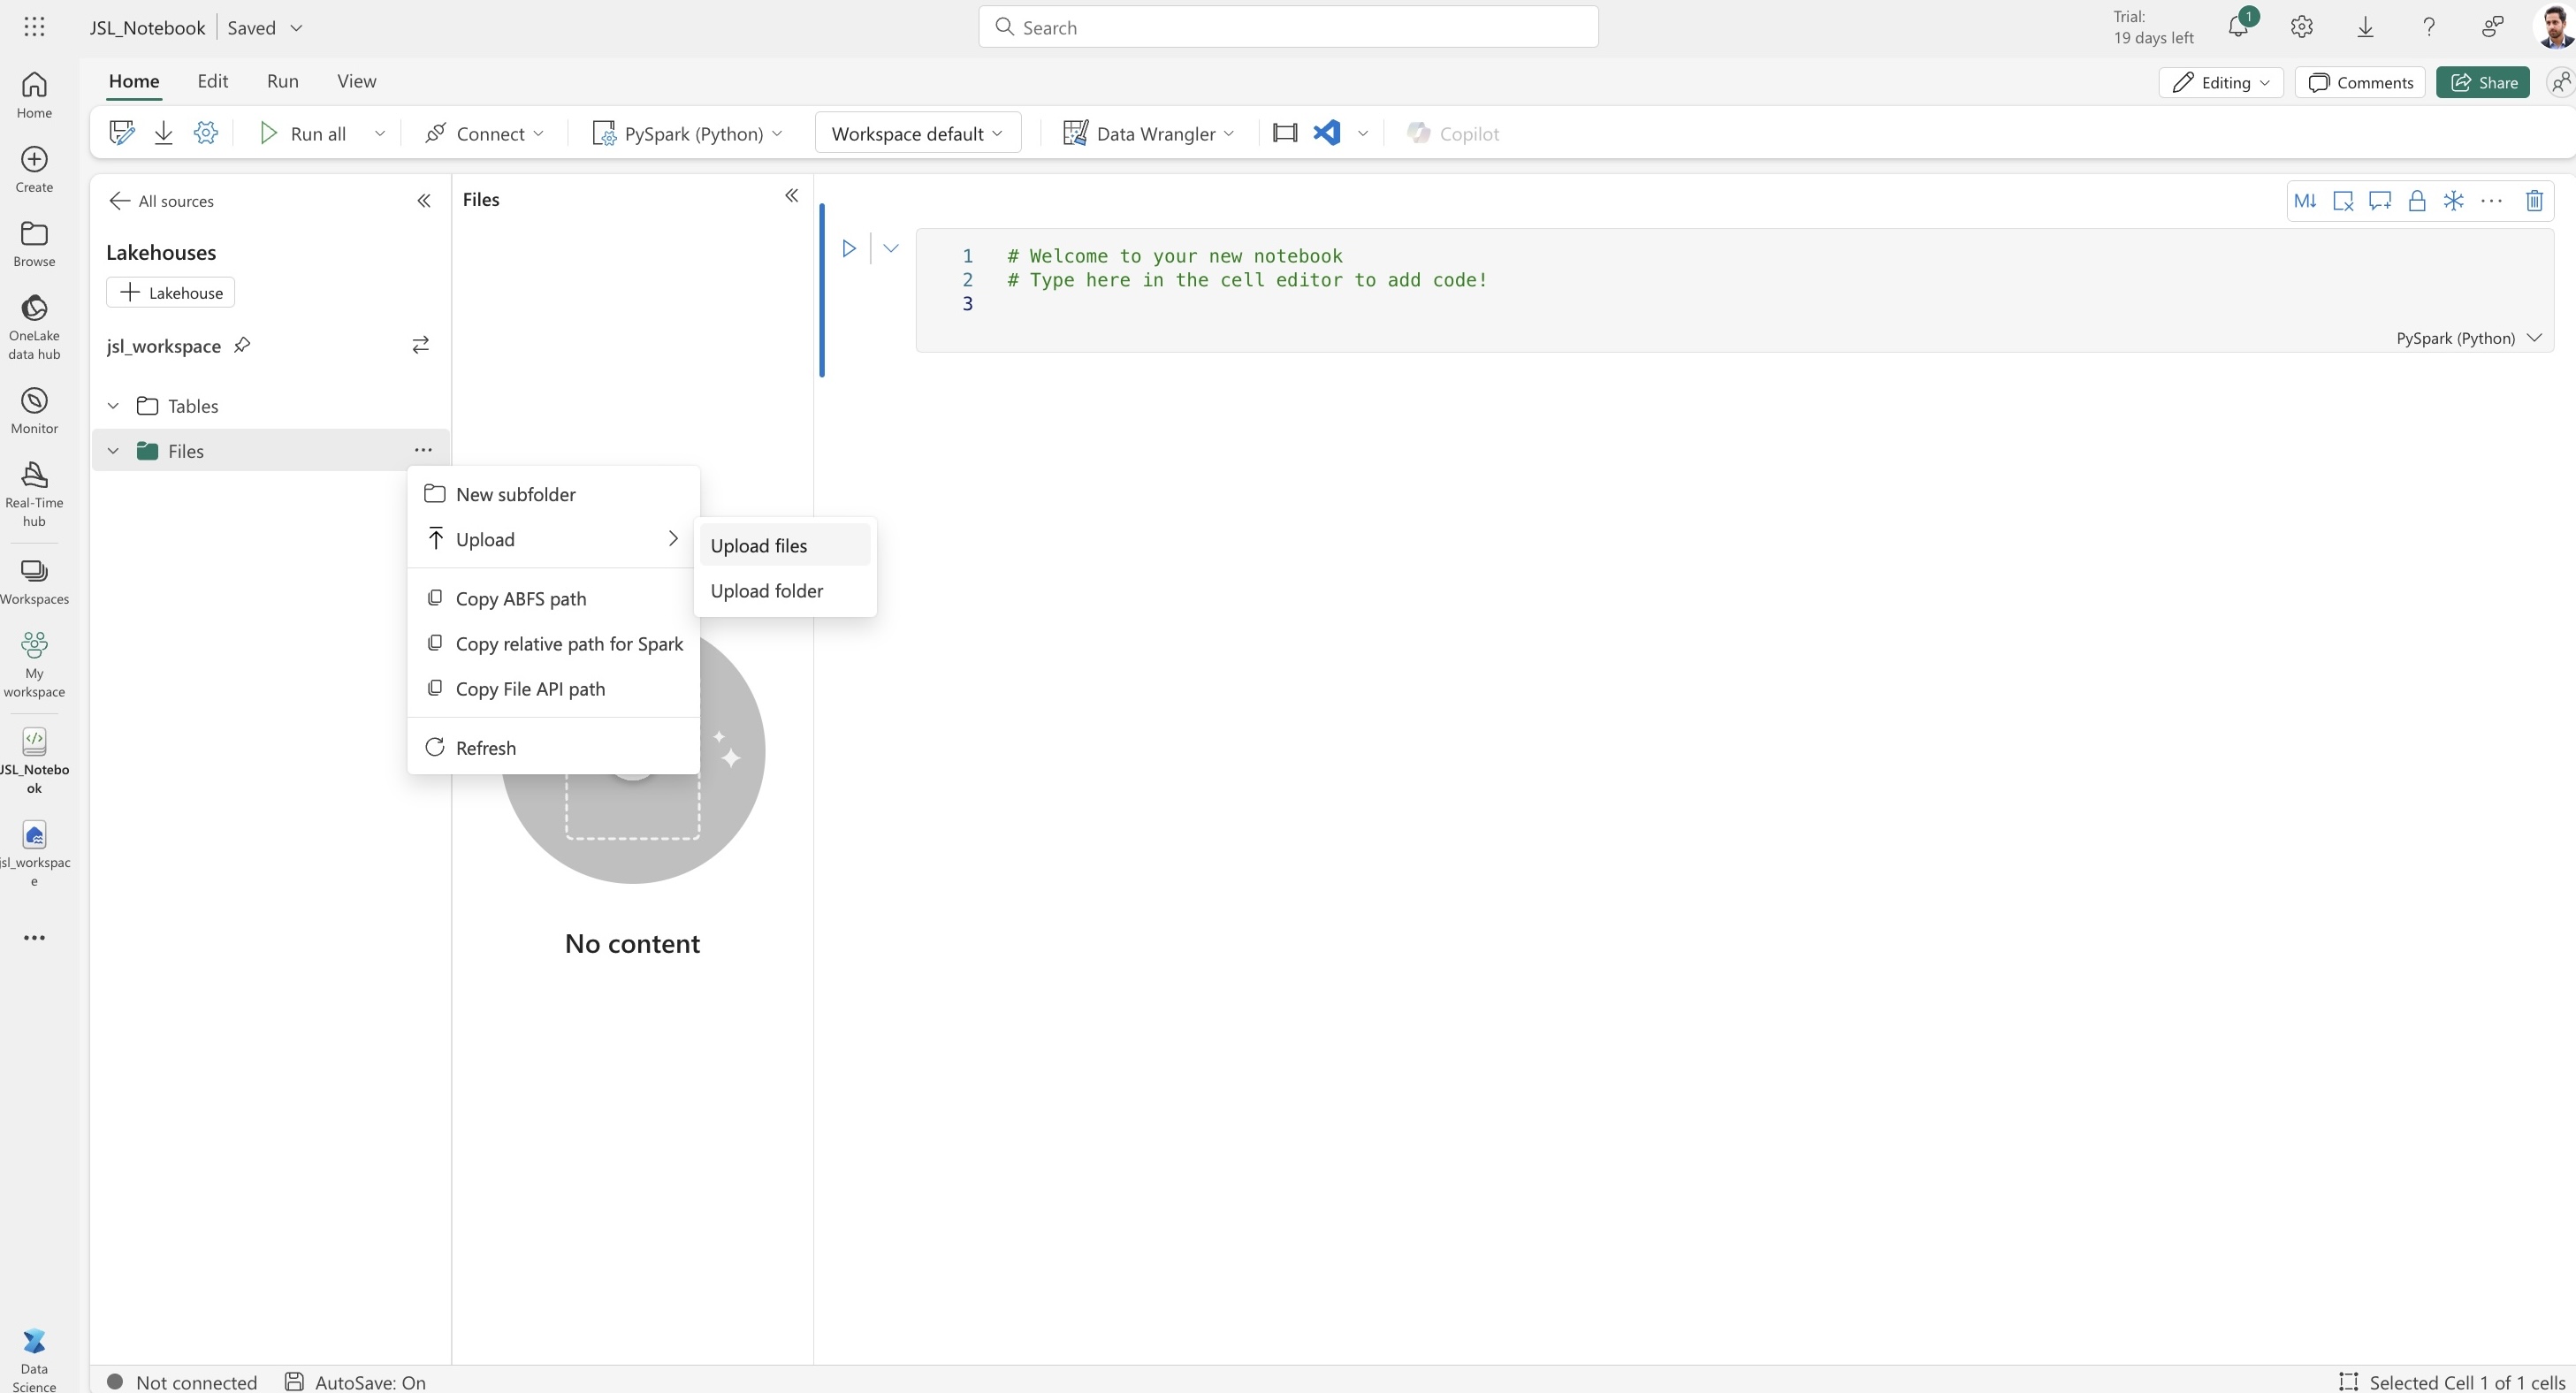 JSL_Notebook Saved
Search
Trial:
19 days left
1
Home Edit Run View
Editing Comments Share
Run all Connect PySpark (Python) Workspace default Data Wrangler Copilot
Home
Create
Browse
OneLake
data hub
Monitor
Real-Time
hub
Workspaces
My
workspace
JSL_Notebo
ok
jsl_workspac
e
Data
Science
All sources
Lakehouses
Lakehouse
jsl_workspace
Tables
Files
New subfolder
Upload
Copy ABFS path
Copy relative path for Spark
Copy File API path
Refresh
Upload files
Upload folder
Files
No content
M↓
1 # Welcome to your new notebook
2 # Type here in the cell editor to add code!
3
PySpark (Python)
Not connected AutoSave: On
Selected Cell 1 of 1 cells